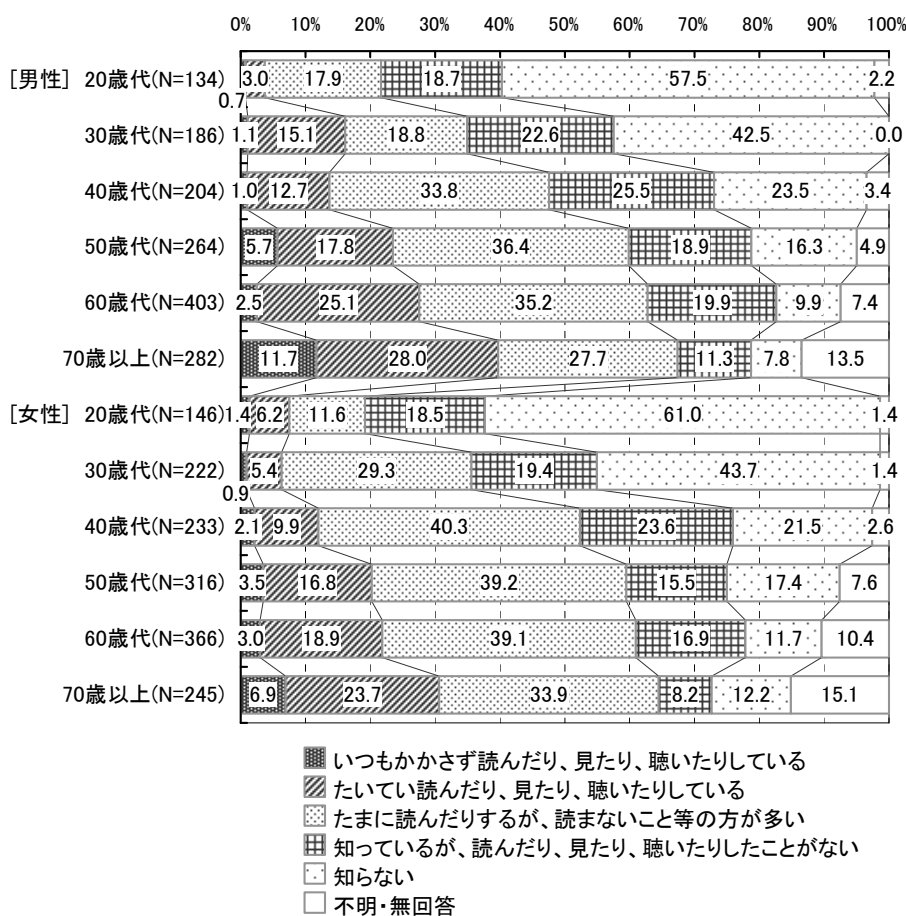 0% 10% 20% 30% 40% 50% 60% 70% 80% 90% 100%
[男性] 20歳代(N=134) 3.0 17.9 18.7 57.5 2.2
0.7
30歳代(N=186) 1.1 15.1 18.8 22.6 42.5 0.0
40歳代(N=204) 1.0 12.7 33.8 25.5 23.5 3.4
50歳代(N=264) 5.7 17.8 36.4 18.9 16.3 4.9
60歳代(N=403) 2.5 25.1 35.2 19.9 9.9 7.4
70歳以上(N=282) 11.7 28.0 27.7 11.3 7.8 13.5
[女性] 20歳代(N=146) 1.4 6.2 11.6 18.5 61.0 1.4
30歳代(N=222) 5.4 29.3 19.4 43.7 1.4
0.9
40歳代(N=233) 2.1 9.9 40.3 23.6 21.5 2.6
50歳代(N=316) 3.5 16.8 39.2 15.5 17.4 7.6
60歳代(N=366) 3.0 18.9 39.1 16.9 11.7 10.4
70歳以上(N=245) 6.9 23.7 33.9 8.2 12.2 15.1
いつもかかさず読んだり、見たり、聴いたりしている
たいてい読んだり、見たり、聴いたりしている
たまに読んだりするが、読まないこと等の方が多い
知っているが、読んだり、見たり、聴いたりしたことがない
知らない
不明・無回答